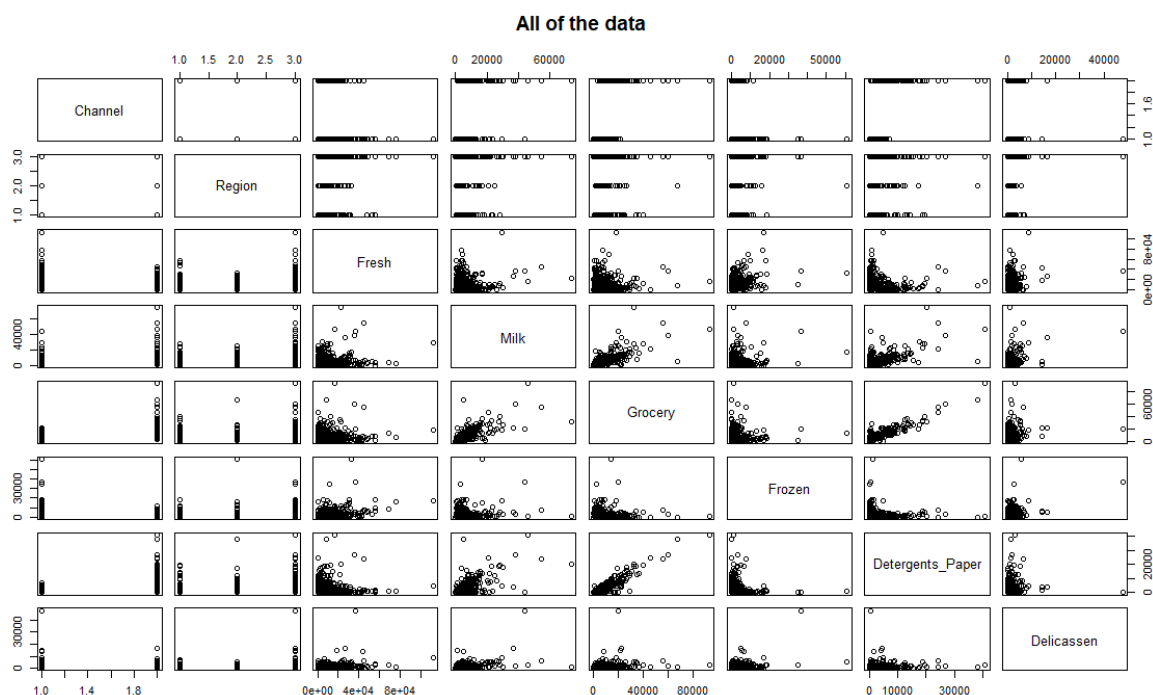 All of the data
1.0 1.5 2.0 2.5 3.0 0 20000 60000 0 20000 50000 0 20000 40000
Channel
1.0 1.6
1.0 2.0 3.0
Region
Fresh
0e+00 8e+04
0 40000
Milk
Grocery
0 60000
0 30000
Frozen
Detergents_Paper
0 20000
0 30000
Delicassen
1.0 1.4 1.8 0e+00 4e+04 8e+04 0 40000 80000 0 10000 30000